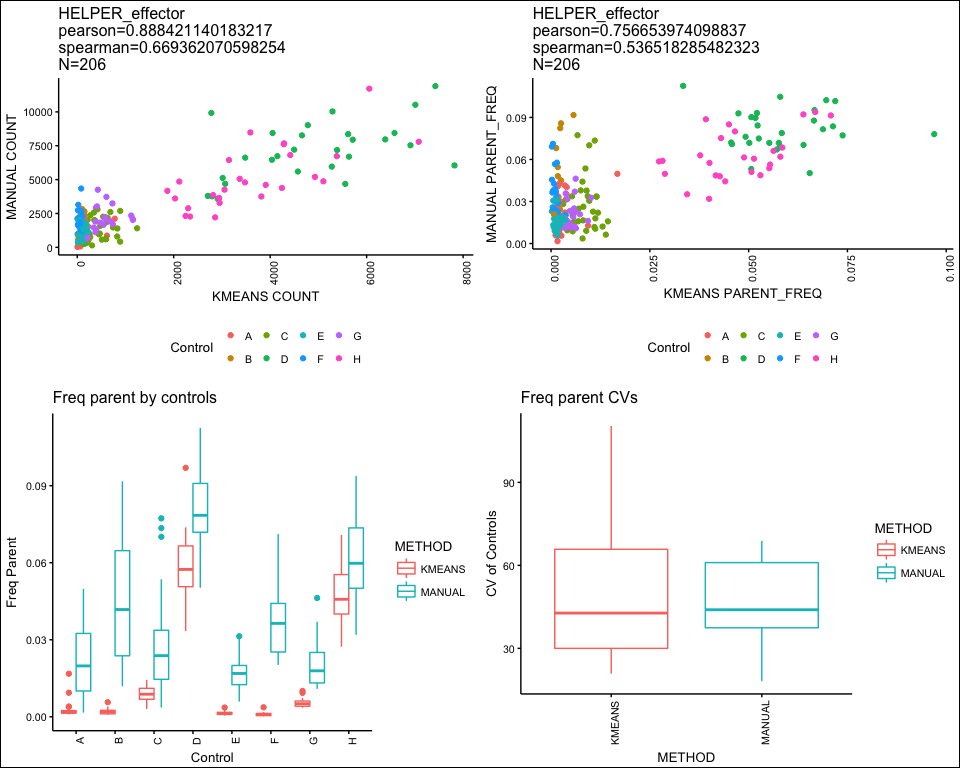 HELPER_effector
pearson=0.888421140183217
spearman=0.669362070598254
N=206
MANUAL COUNT
10000
7500
5000
2500
0
0
2000
4000
6000
8000
KMEANS COUNT
Control
A
C
E
G
B
D
F
H
HELPER_effector
pearson=0.756653974098837
spearman=0.536518285482323
N=206
MANUAL PARENT_FREQ
0.09
0.06
0.03
0.00
0.000
0.025
0.050
0.075
0.100
KMEANS PARENT_FREQ
Control
A
C
E
G
B
D
F
H
Freq parent by controls
Freq Parent
0.09
0.06
0.03
0.00
A
B
C
D
E
F
G
H
Control
METHOD
KMEANS
MANUAL
Freq parent CVs
CV of Controls
90
60
30
KMEANS
MANUAL
METHOD
METHOD
KMEANS
MANUAL